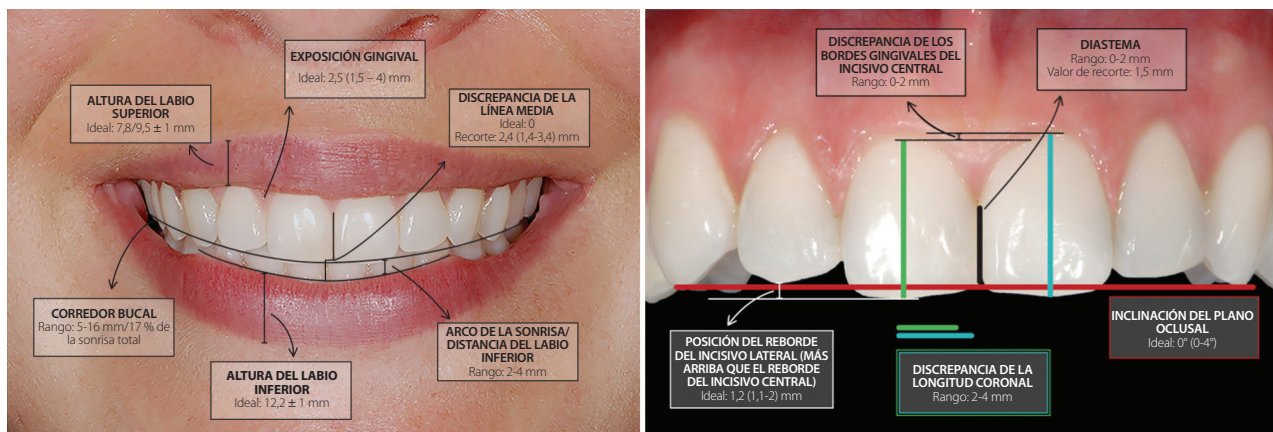 EXPOSICIÓN GINGIVAL
Ideal: 2,5 (1,5 – 4) mm
ALTURA DEL LABIO
SUPERIOR
Ideal: 7,8/9,5 ± 1 mm
DISCREPANCIA DE LA
LÍNEA MEDIA
Ideal: 0
Recorte: 2,4 (1,4-3,4) mm
CORREDOR BUCAL
Rango: 5-16 mm/17 % de
la sonrisa total
ALTURA DEL LABIO
INFERIOR
Ideal: 12,2 ± 1 mm
ARCO DE LA SONRISA/
DISTANCIA DEL LABIO
INFERIOR
Rango: 2-4 mm
DISCREPANCIA DE LOS
BORDES GINGIVALES DEL
INCISIVO CENTRAL
Rango: 0-2 mm
DIASTEMA
Rango: 0-2 mm
Valor de recorte: 1,5 mm
POSICIÓN DEL REBORDE
DEL INCISIVO LATERAL (MÁS
ARRIBA QUE EL REBORDE
DEL INCISIVO CENTRAL)
Ideal: 1,2 (1,1-2) mm
DISCREPANCIA DE LA
LONGITUD CORONAL
Rango: 2-4 mm
INCLINACIÓN DEL PLANO
OCLUSAL
Ideal: 0° (0-4°)